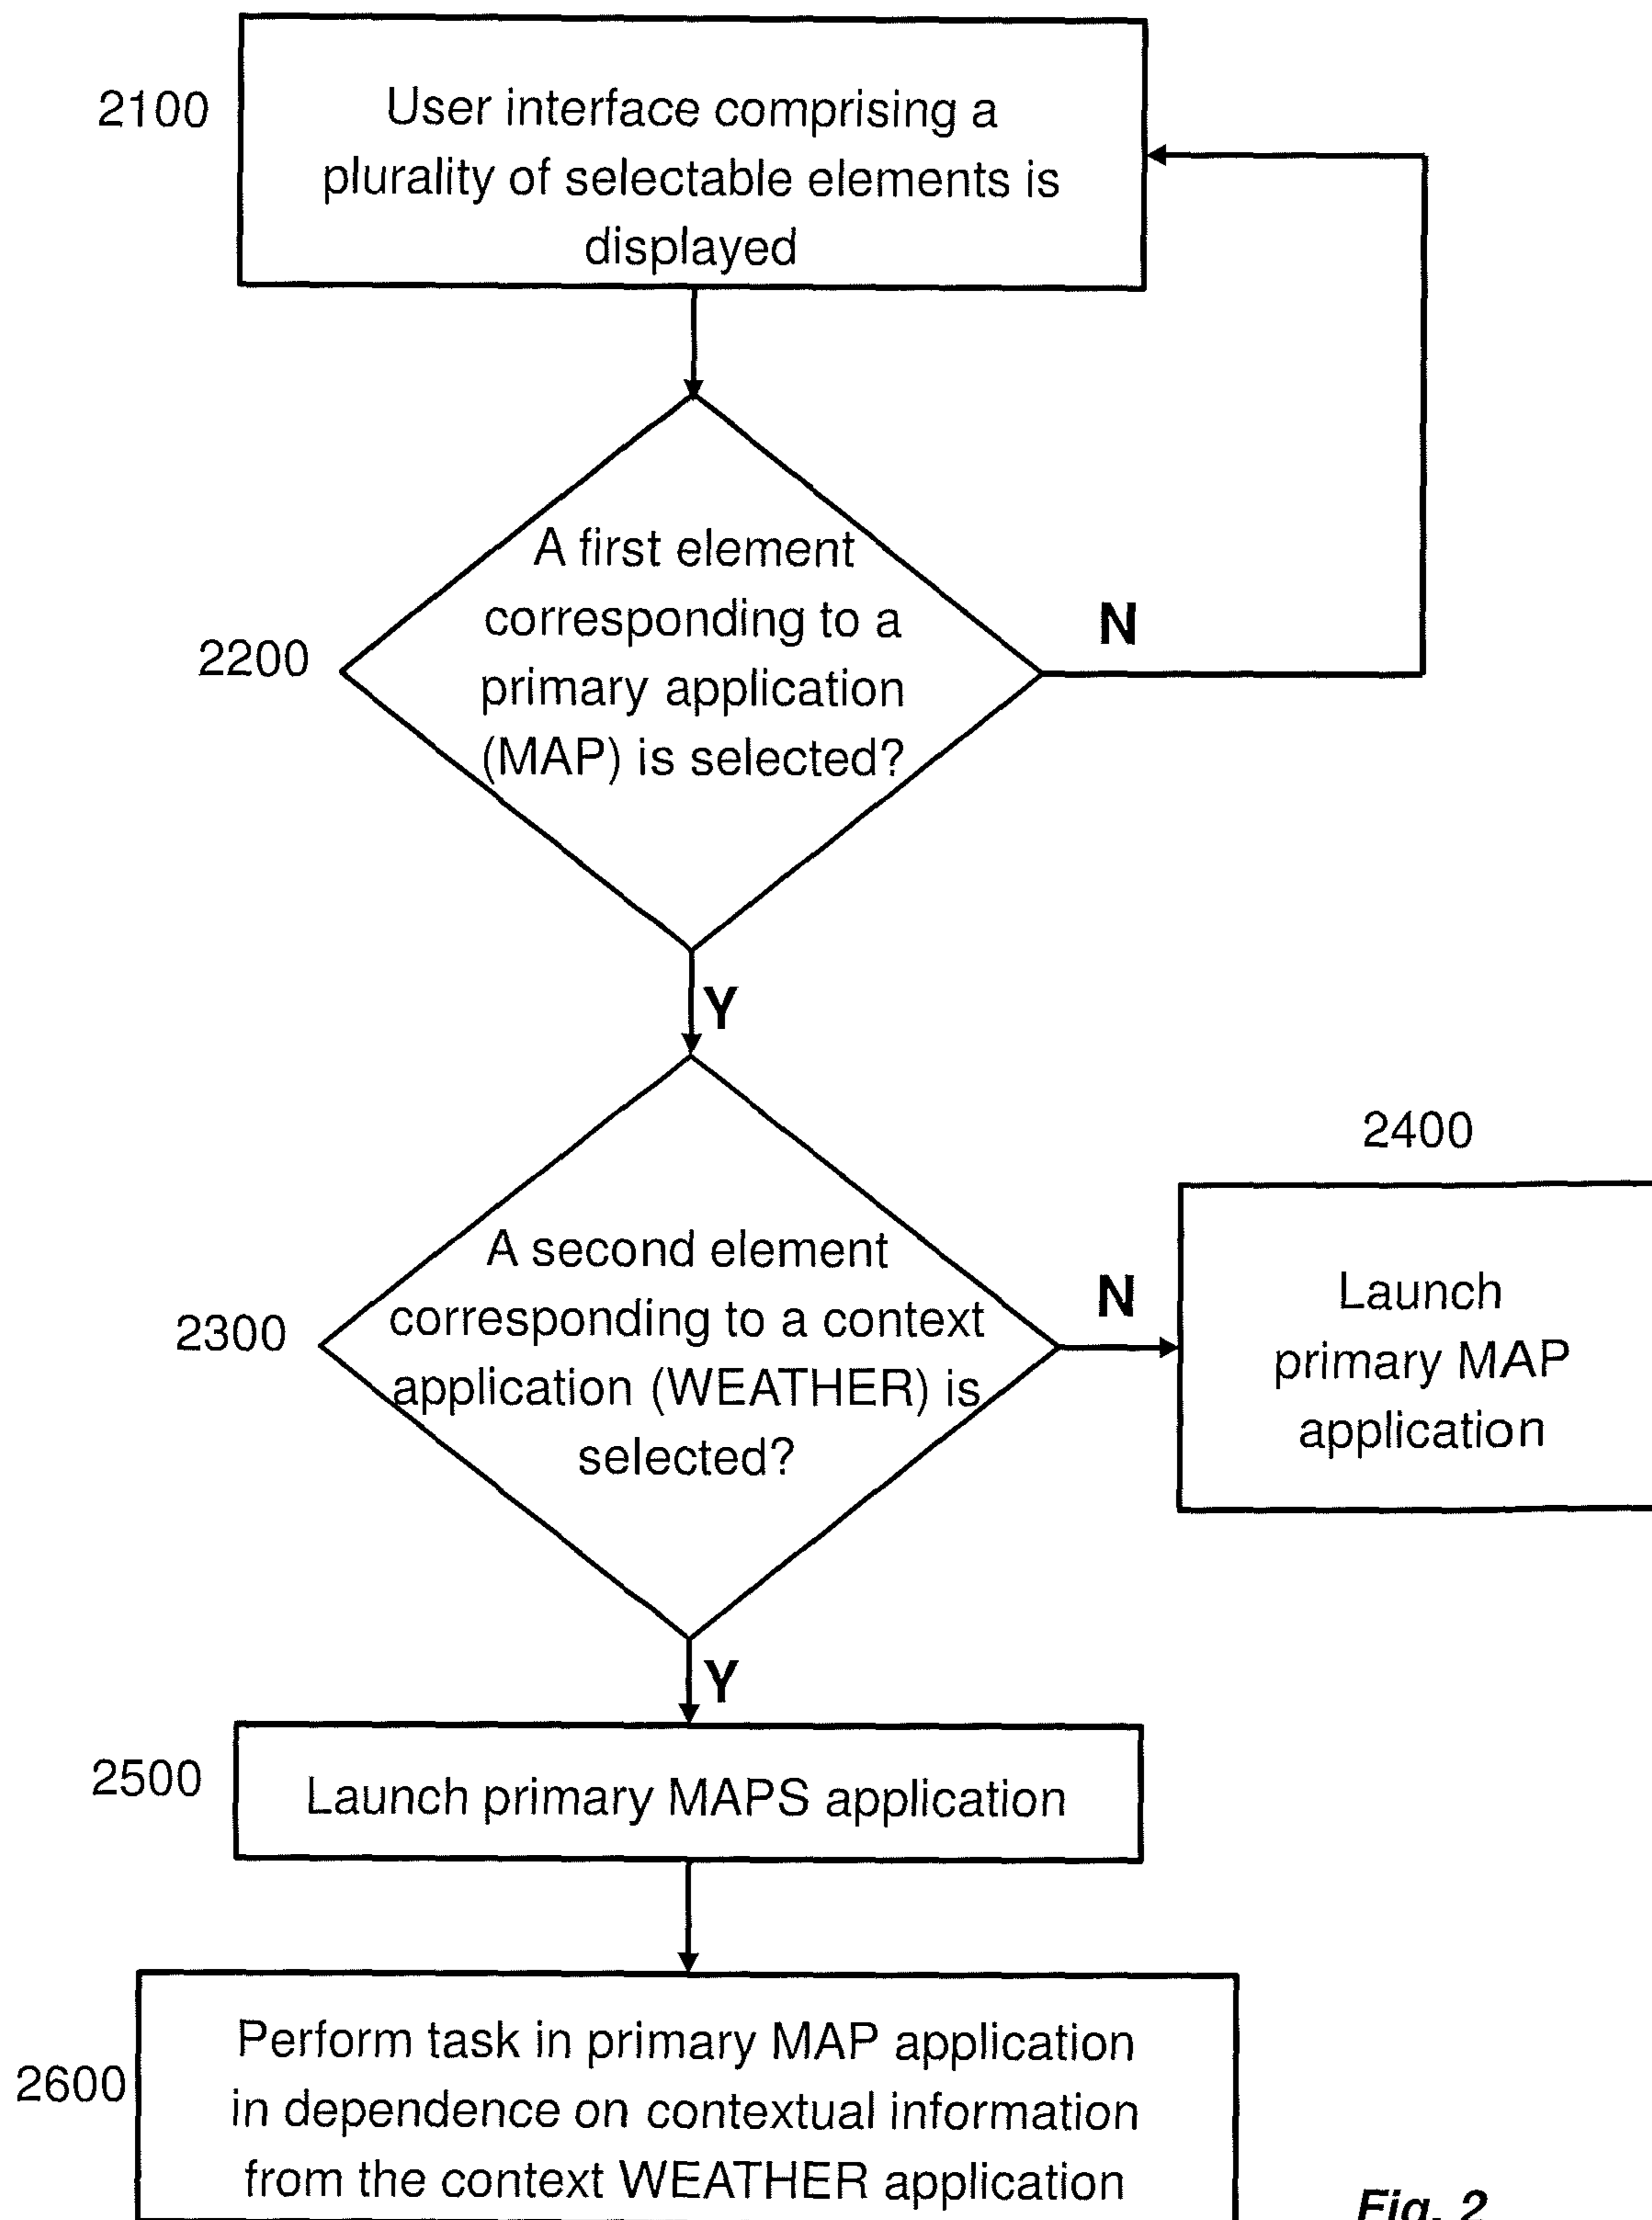 2100
User interface comprising a
plurality of selectable elements is
displayed
A first element
corresponding to a
primary application
(MAP) is selected?
2200
N
Y
2400
A second element
corresponding to a context
application (WEATHER) is
selected?
2300
N
Launch
primary MAP
application
Y
2500
Launch primary MAPS application
2600
Perform task in primary MAP application
in dependence on contextual information
from the context WEATHER application
Fig. 2